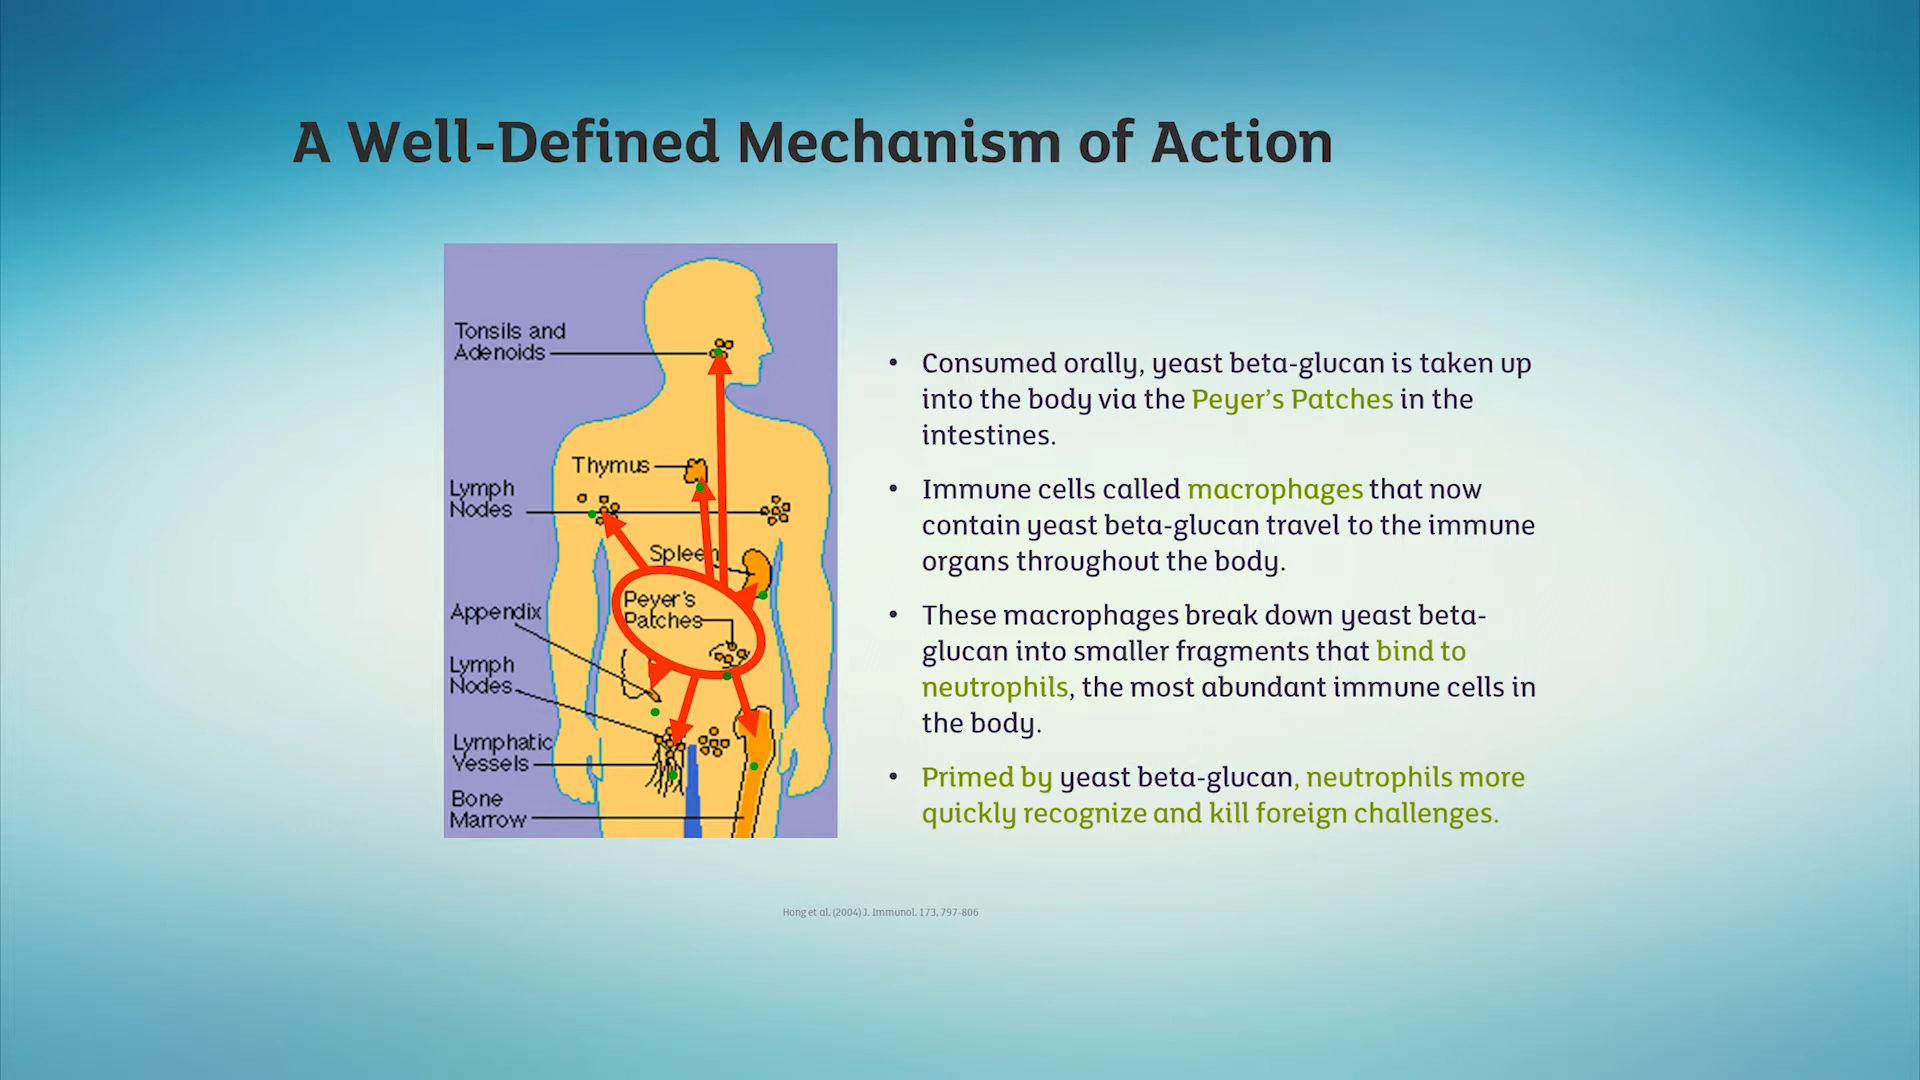 A Well-Defined Mechanism of Action
Tonsils and
Adenoids
Thymus
Lymph
Nodes
Spleen
Peyer's
Patches
Appendix
Lymph
Nodes
Lymphatic
Vessels
Bone
Marrow
• Consumed orally, yeast beta-glucan is taken up
into the body via the Peyer’s Patches in the
intestines.
• Immune cells called macrophages that now
contain yeast beta-glucan travel to the immune
organs throughout the body.
• These macrophages break down yeast beta-
glucan into smaller fragments that bind to
neutrophils, the most abundant immune cells in
the body.
• Primed by yeast beta-glucan, neutrophils more
quickly recognize and kill foreign challenges.
Hong et al. (2004) J. Immunol. 173, 797-806